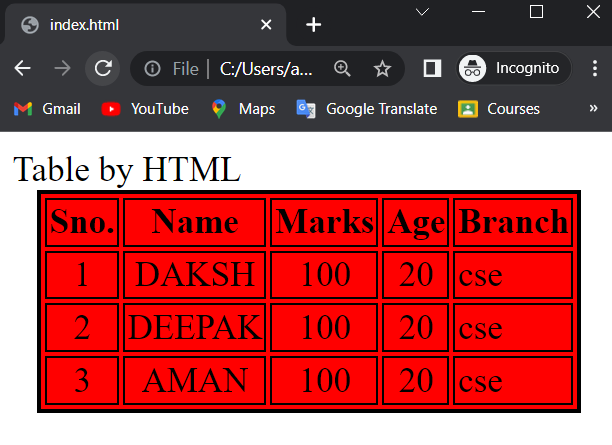 index.html
File | C:/Users/a... Incognito
Gmail YouTube Maps Google Translate Courses »
Table by HTML
Sno. Name Marks Age Branch
1 DAKSH 100 20 cse
2 DEEPAK 100 20 cse
3 AMAN 100 20 cse